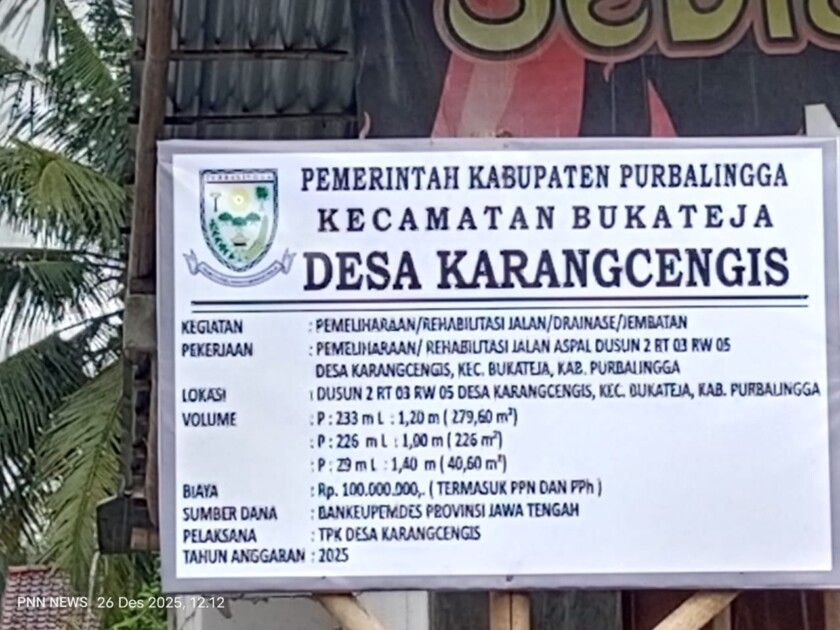 PEMERINTAH KABUPATEN PURBALINGGA
KECAMATAN BUKATEJA
DESA KARANGCENGIS
KEGIATAN : PEMELIHARAAN/REHABILITASI JALAN/DRAINASE/JEMBATAN
PEKERJAAN : PEMELIHARAAN/ REHABILITASI JALAN ASPAL DUSUN 2 RT 03 RW 05
DESA KARANGCENGIS, KEC. BUKATEJA, KAB. PURBALINGGA
LOKASI : DUSUN 2 RT 03 RW 05 DESA KARANGCENGIS, KEC. BUKATEJA, KAB. PURBALINGGA
VOLUME : P : 233 m L : 1,20 m ( 279,60 m²)
: P : 226 m L : 1,00 m ( 226 m²)
: P : 29 m L : 1,40 m ( 40,60 m²)
BIAYA : Rp. 100.000.000,. ( TERMASUK PPN DAN PPh )
SUMBER DANA : BANKEUPEMDES PROVINSI JAWA TENGAH
PELAKSANA : TPK DESA KARANGCENGIS
TAHUN ANGGARAN : 2025
PNN NEWS 26 Des 2025, 12.12